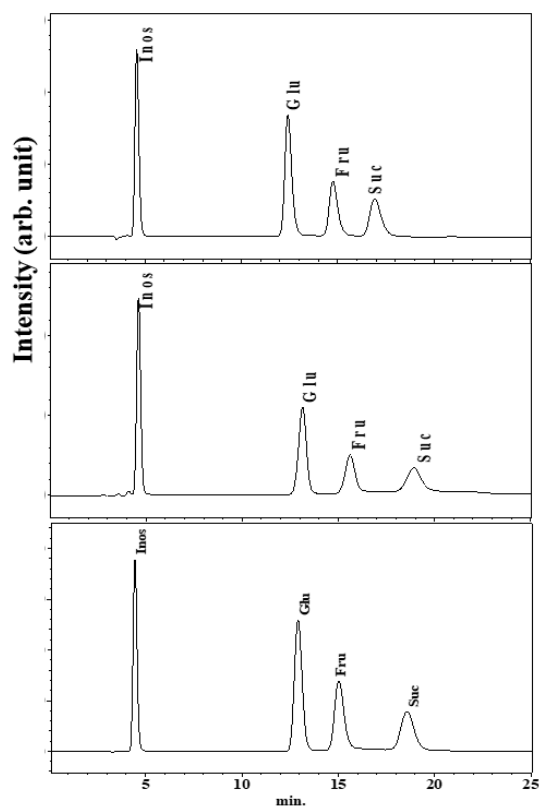 Intensity (arb. unit)
Inos
Glu
Fru
Suc
Inos
Glu
Fru
Suc
Inos
Glu
Fru
Suc
5 10 15 20 25
min.